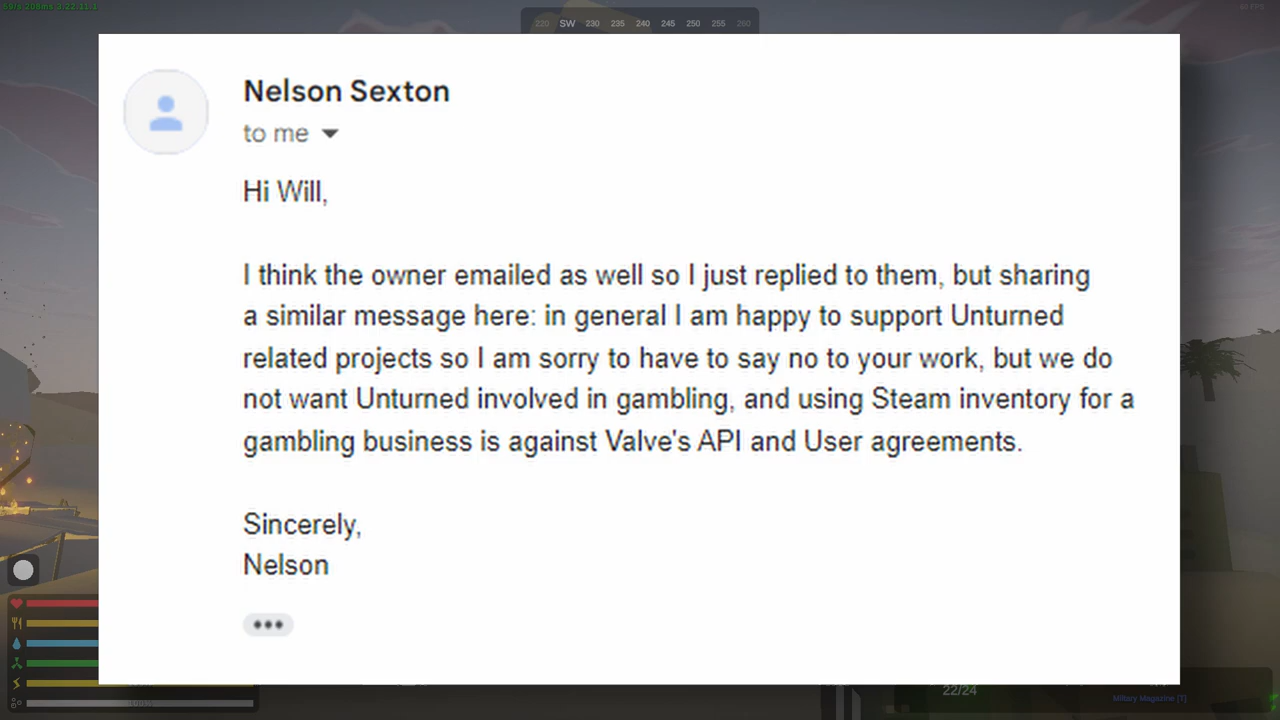 220 SW 230 235 240 245 250 255 260
Nelson Sexton
to me
Hi Will,
I think the owner emailed as well so I just replied to them, but sharing
a similar message here: in general I am happy to support Unturned
related projects so I am sorry to have to say no to your work, but we do
not want Unturned involved in gambling, and using Steam inventory for a
gambling business is against Valve's API and User agreements.
Sincerely,
Nelson
22/24
Military Magazine [T]